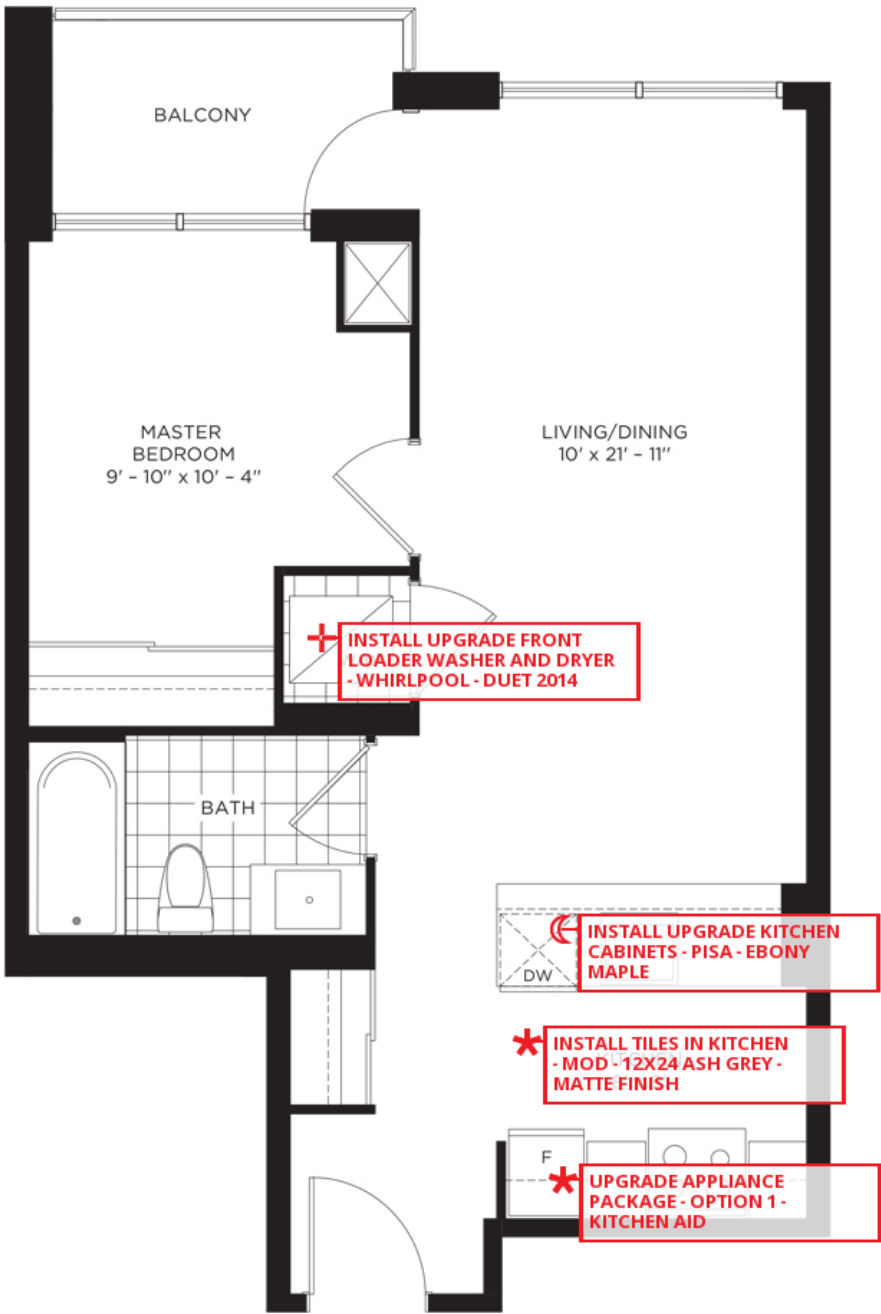 BALCONY
MASTER
BEDROOM
9' - 10" x 10' - 4"
LIVING/DINING
10' x 21' - 11"
INSTALL UPGRADE FRONT
LOADER WASHER AND DRYER
- WHIRLPOOL - DUET 2014
BATH
INSTALL UPGRADE KITCHEN
CABINETS - PISA - EBONY
MAPLE
DW
INSTALL TILES IN KITCHEN
- MOD - 12X24 ASH GREY -
MATTE FINISH
F
UPGRADE APPLIANCE
PACKAGE - OPTION 1 -
KITCHEN AID